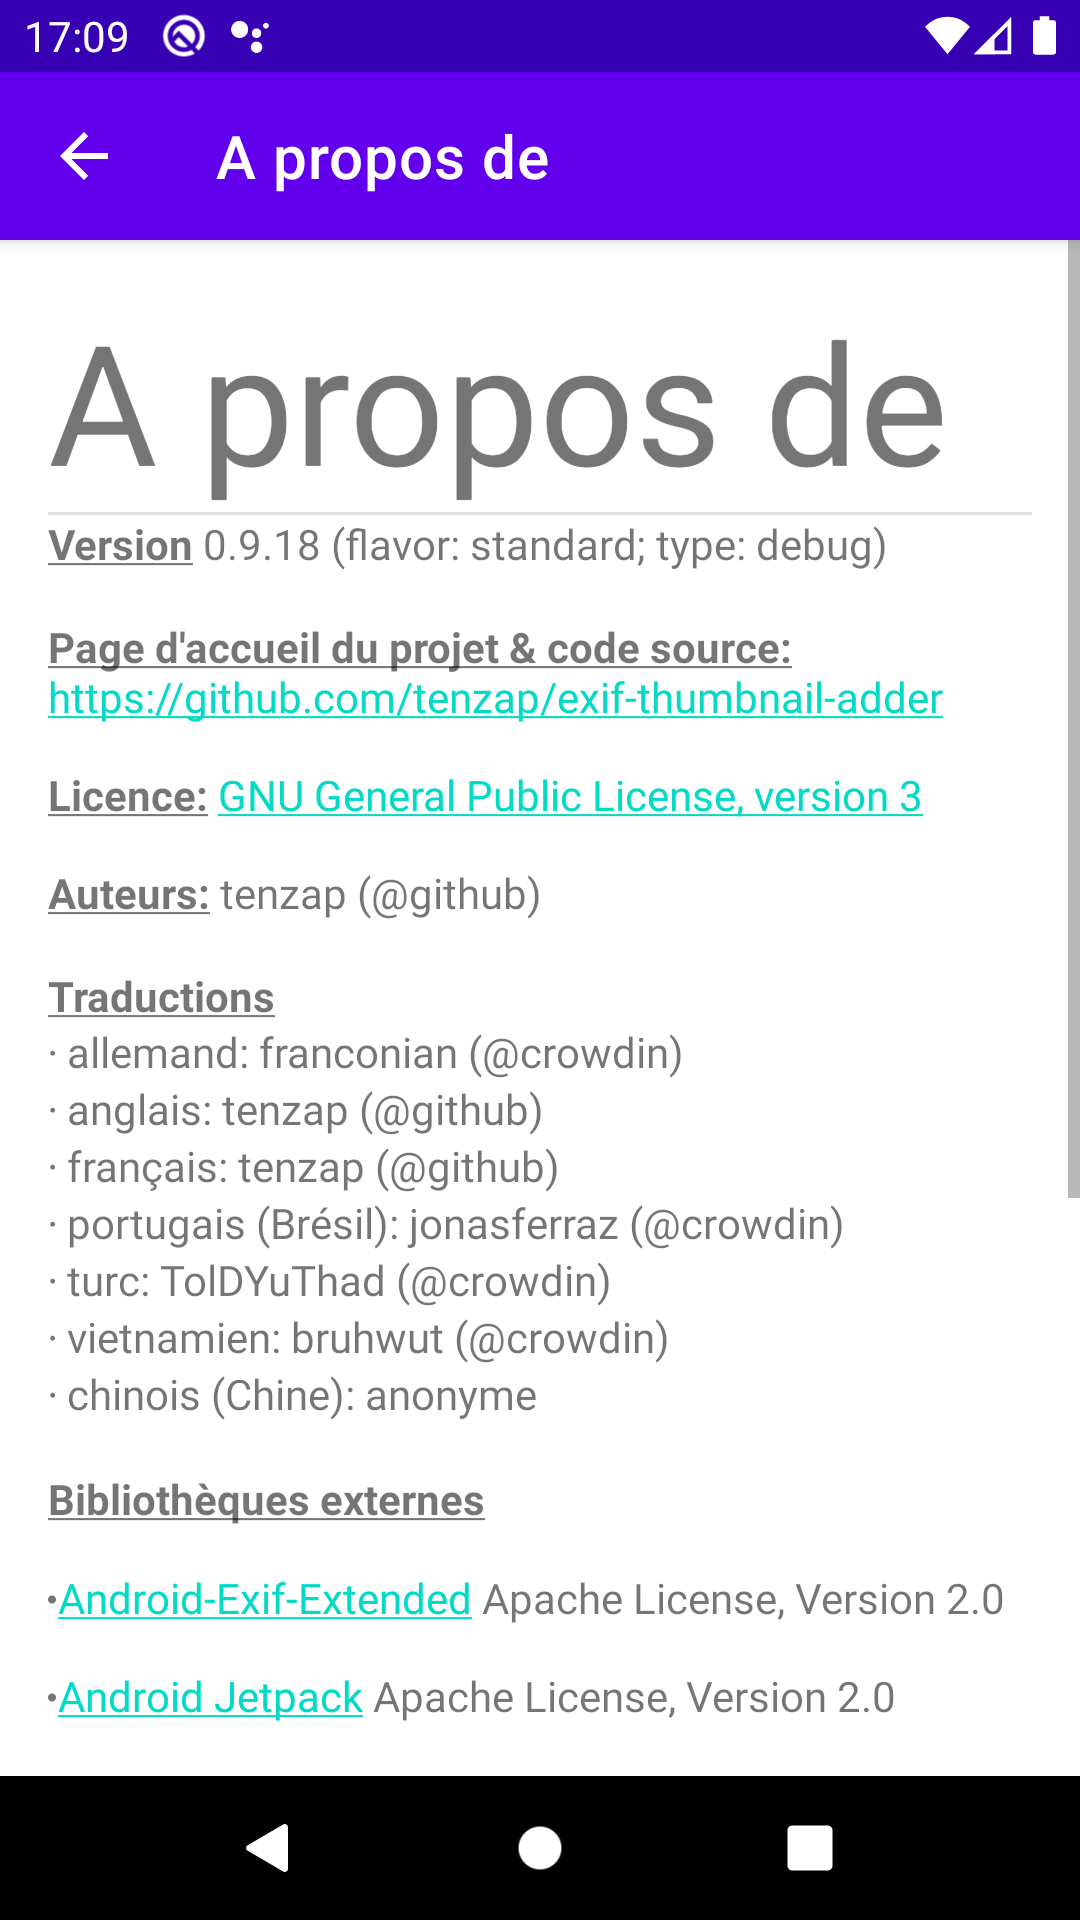 17:09
A propos de
A propos de
Version 0.9.18 (flavor: standard; type: debug)
Page d'accueil du projet & code source:
https://github.com/tenzap/exif-thumbnail-adder
Licence: GNU General Public License, version 3
Auteurs: tenzap (@github)
Traductions
· allemand: franconian (@crowdin)
· anglais: tenzap (@github)
· français: tenzap (@github)
· portugais (Brésil): jonasferraz (@crowdin)
· turc: TolDYuThad (@crowdin)
· vietnamien: bruhwut (@crowdin)
· chinois (Chine): anonyme
Bibliothèques externes
•Android-Exif-Extended Apache License, Version 2.0
•Android Jetpack Apache License, Version 2.0